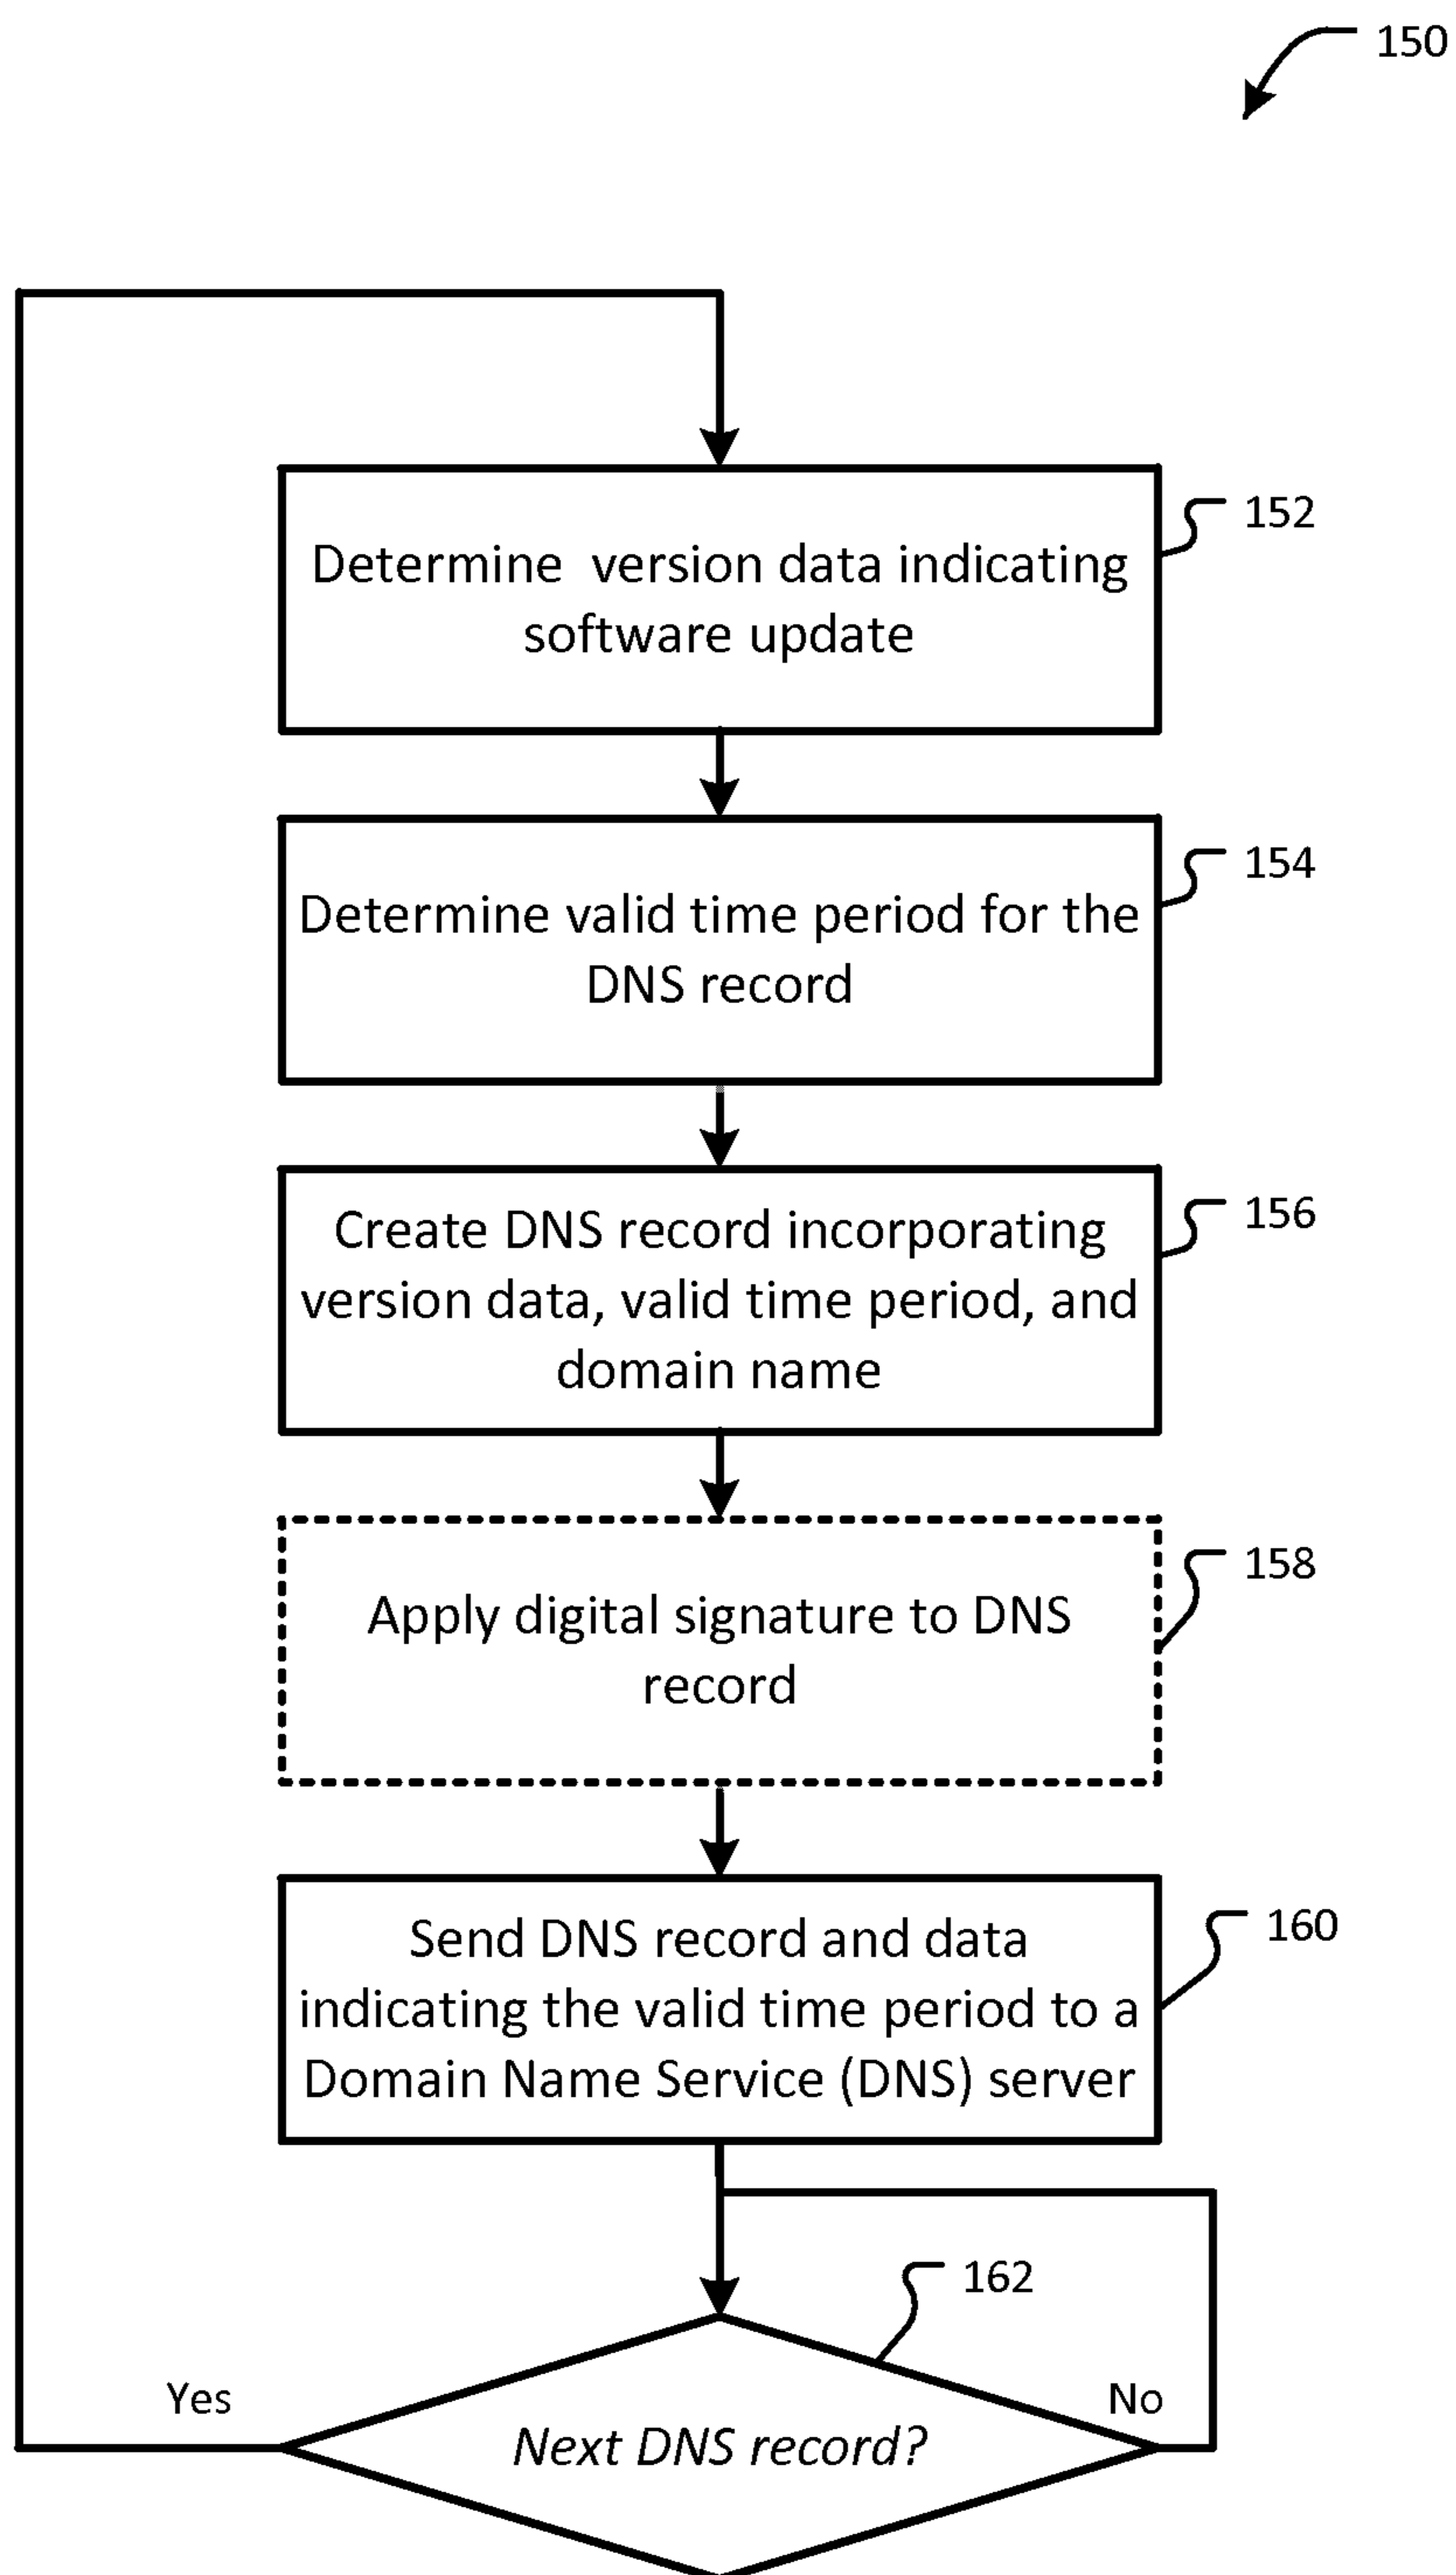 150
Determine  version data indicating
software update
152
Determine valid time period for the
DNS record
154
Create DNS record incorporating
version data, valid time period, and
domain name
156
Apply digital signature to DNS
record
158
Send DNS record and data
indicating the valid time period to a
Domain Name Service (DNS) server
160
162
Yes
No
Next DNS record?